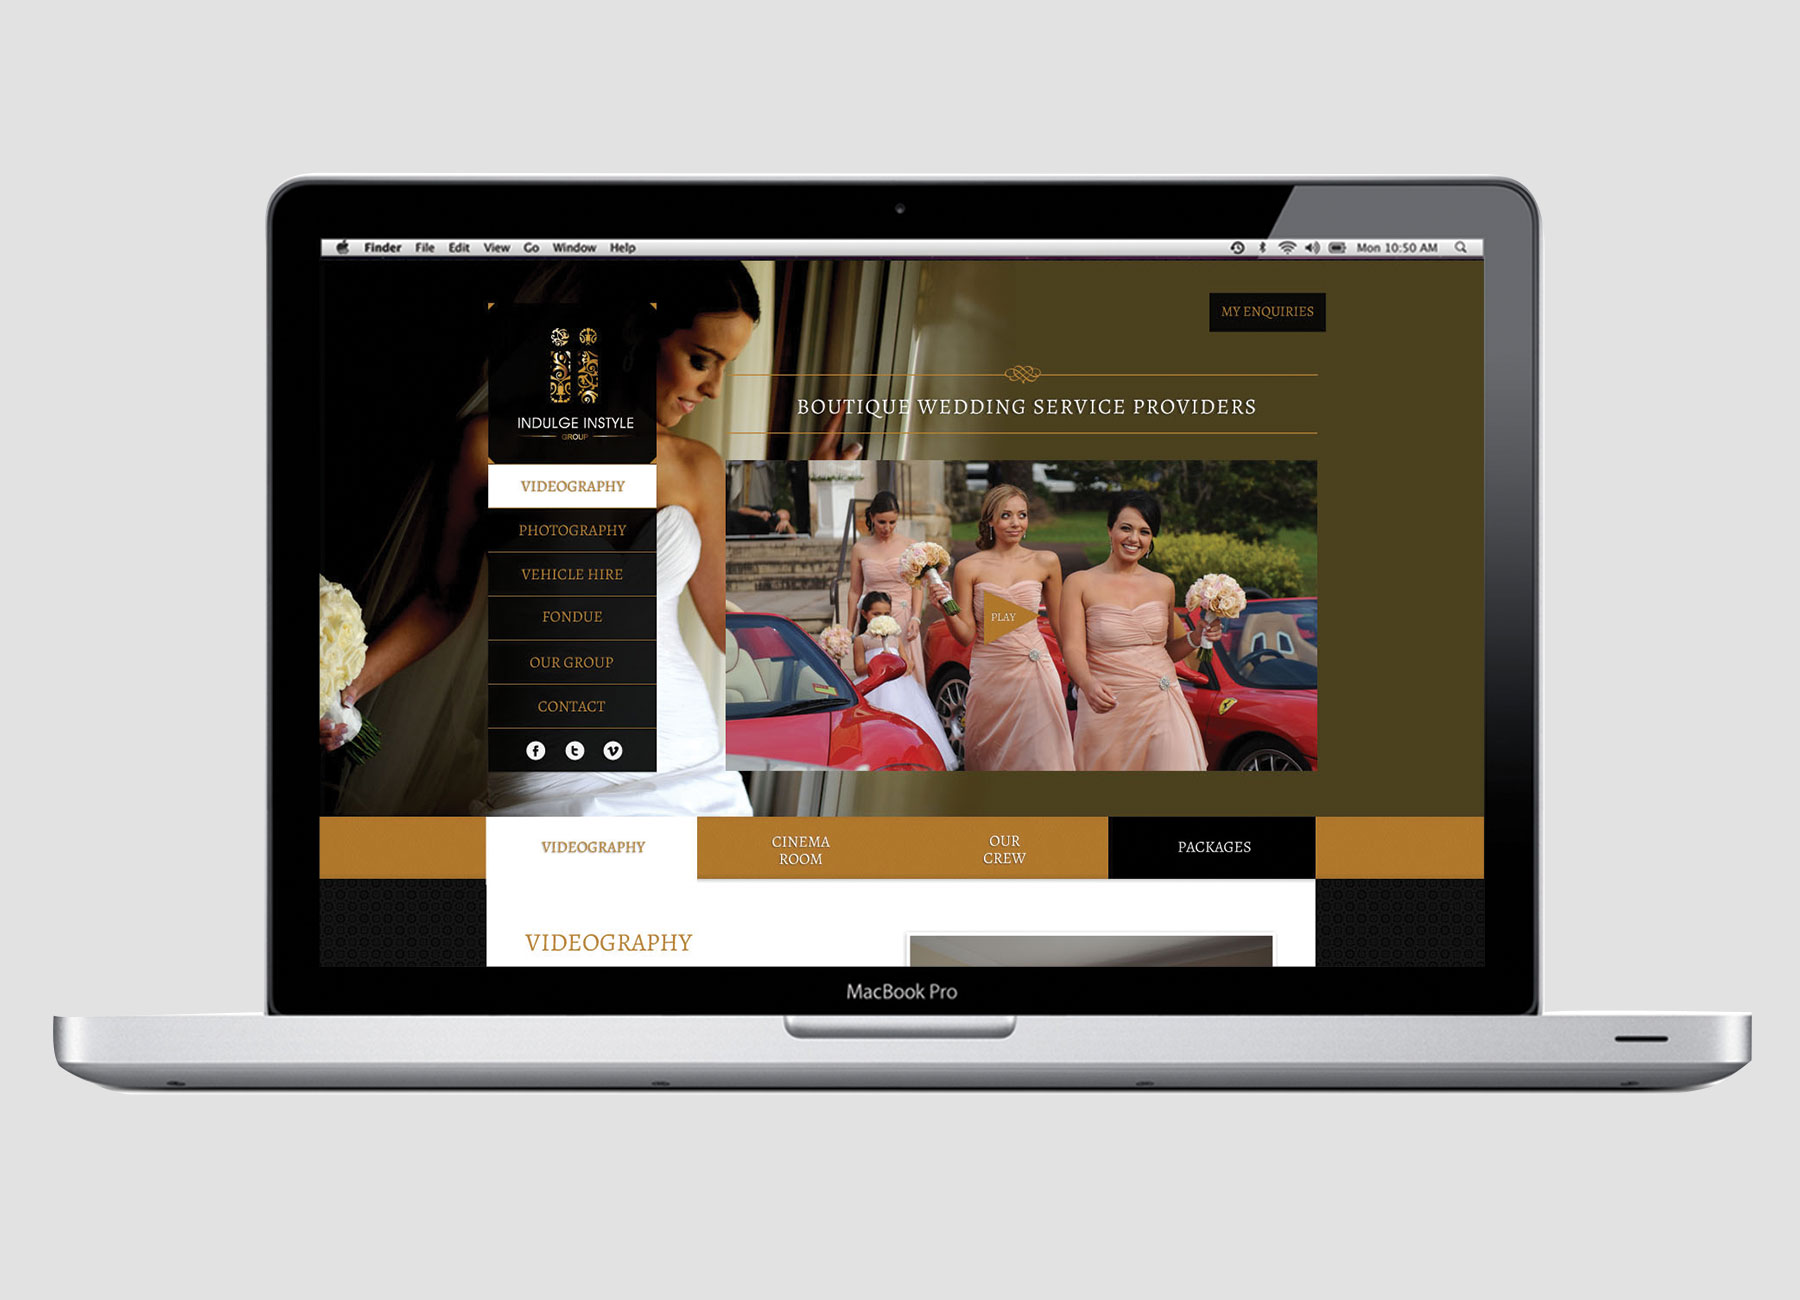 Finder File Edit View Go Window Help
Mon 10:50 AM
MY ENQUIRIES
INDULGE INSTYLE
GROUP
BOUTIQUE WEDDING SERVICE PROVIDERS
VIDEOGRAPHY
PHOTOGRAPHY
VEHICLE HIRE
FONDUE
OUR GROUP
CONTACT
PLAY
VIDEOGRAPHY
CINEMA
ROOM
OUR
CREW
PACKAGES
VIDEOGRAPHY
MacBook Pro